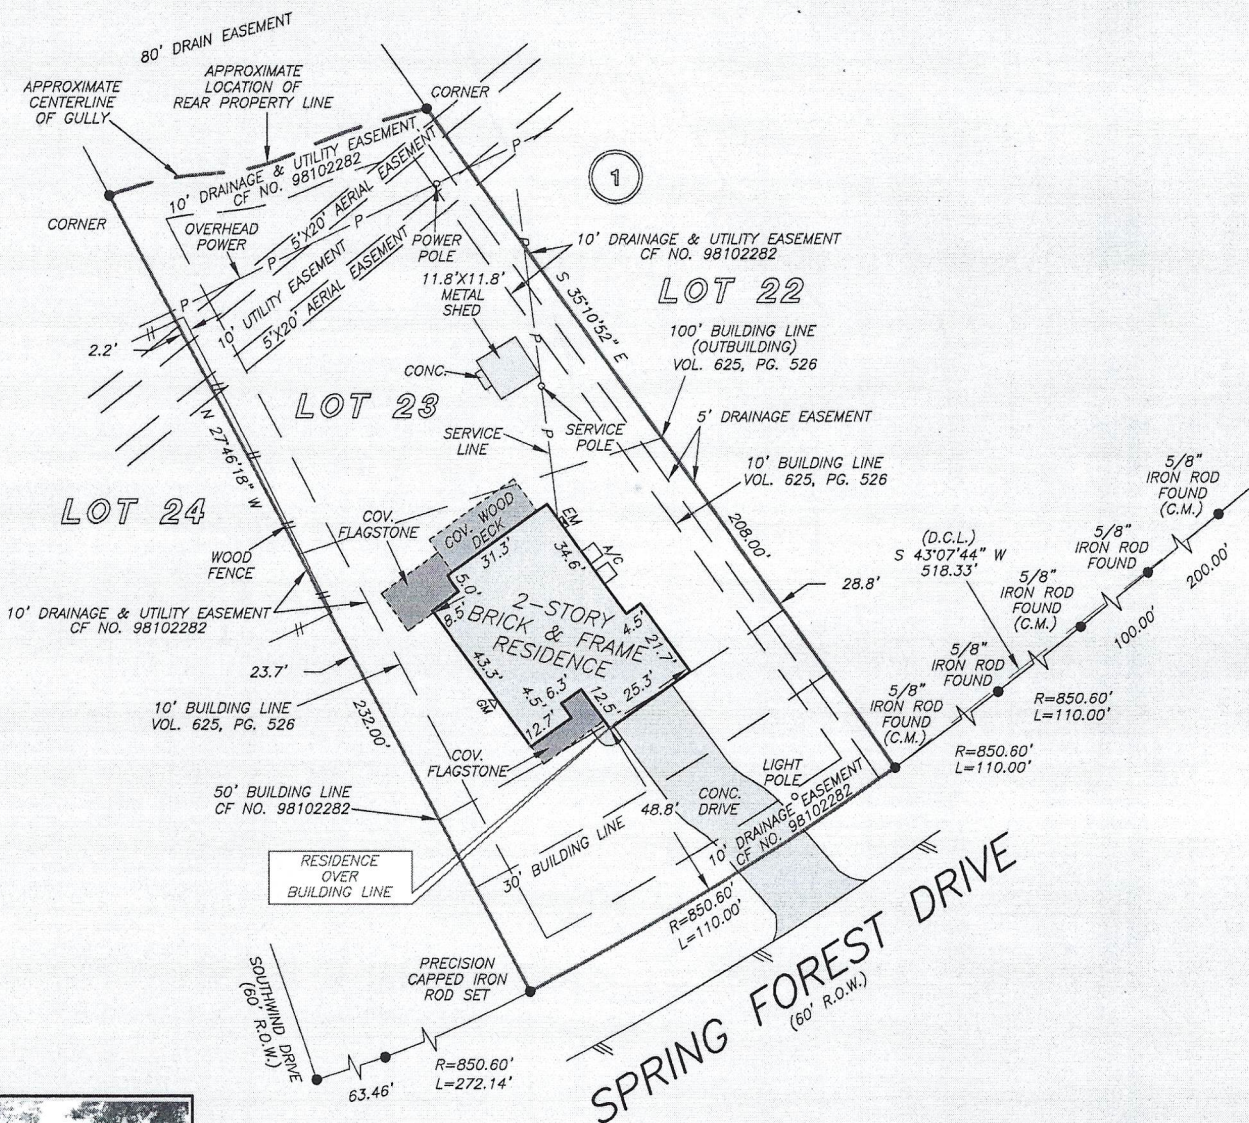 80' DRAIN EASEMENT
APPROXIMATE
LOCATION OF
REAR PROPERTY LINE
APPROXIMATE
CENTERLINE
OF GULLY
CORNER
CORNER
10' DRAINAGE & UTILITY EASEMENT
CF NO. 98102282
5'X20' AERIAL EASEMENT
OVERHEAD
POWER
P
P
P
P
P
10' UTILITY EASEMENT
5'X20' AERIAL EASEMENT
POWER
POLE
1
10' DRAINAGE & UTILITY EASEMENT
CF NO. 98102282
S 35°10'52" E
LOT 22
11.8'X11.8'
METAL
SHED
100' BUILDING LINE
(OUTBUILDING)
VOL. 625, PG. 526
2.2'
CONC.
P
P
P
LOT 23
N 27°46'18" W
SERVICE
LINE
SERVICE
POLE
5' DRAINAGE EASEMENT
10' BUILDING LINE
VOL. 625, PG. 526
LOT 24
COV.
FLAGSTONE
COV. WOOD
DECK
EM
A/C
208.00'
WOOD
FENCE
31.3'
34.6'
5.0'
8.5'
2-STORY
BRICK & FRAME
RESIDENCE
4.5'
21.7'
28.8'
10' DRAINAGE & UTILITY EASEMENT
CF NO. 98102282
(D.C.L.)
S 43°07'44" W
518.33'
5/8"
IRON ROD
FOUND
(C.M.)
5/8"
IRON ROD
FOUND
5/8"
IRON ROD
FOUND
(C.M.)
5/8"
IRON ROD
FOUND
5/8"
IRON ROD
FOUND
(C.M.)
200.00'
100.00'
R=850.60'
L=110.00'
R=850.60'
L=110.00'
23.7'
43.3'
GM
4.5'
6.3'
12.7'
12.5'
25.3'
10' BUILDING LINE
VOL. 625, PG. 526
232.00'
COV.
FLAGSTONE
LIGHT
POLE
50' BUILDING LINE
CF NO. 98102282
CONC.
DRIVE
48.8'
10' DRAINAGE EASEMENT
CF NO. 98102282
30' BUILDING LINE
RESIDENCE
OVER
BUILDING LINE
R=850.60'
L=110.00'
PRECISION
CAPPED IRON
ROD SET
SOUTHWIND DRIVE
(60' R.O.W.)
SPRING FOREST DRIVE
(60' R.O.W.)
63.46'
R=850.60'
L=272.14'